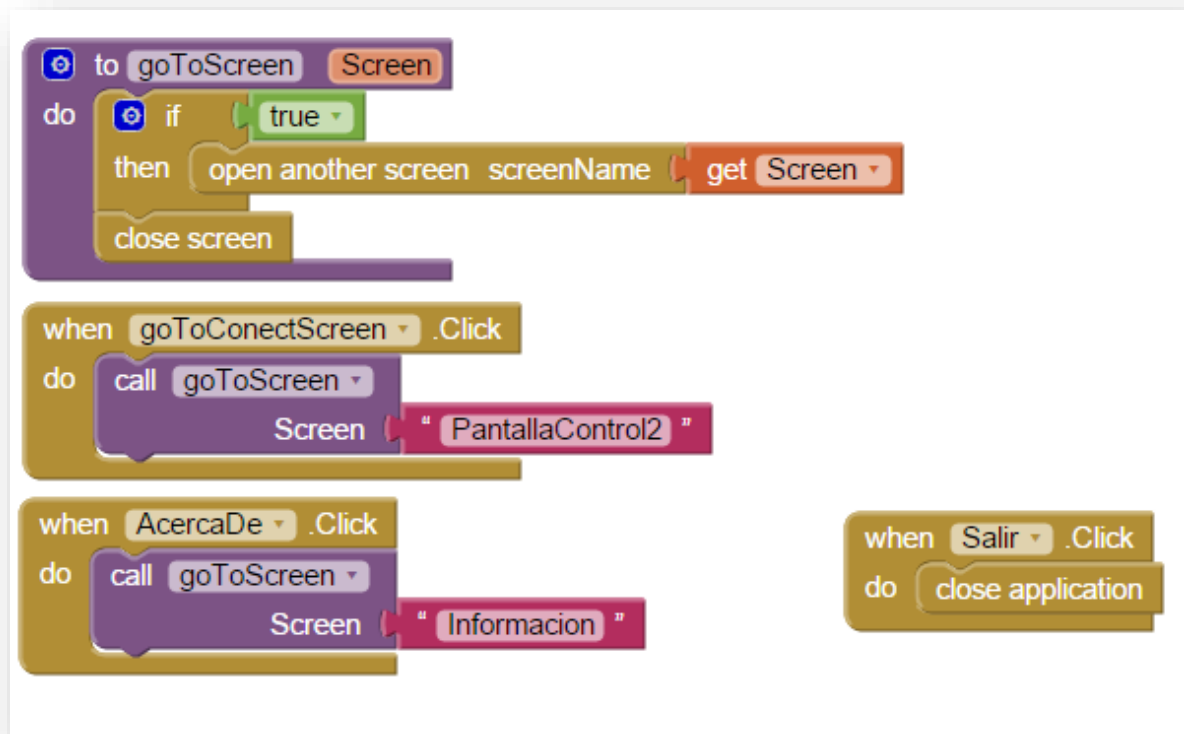 to goToScreen Screen
do if true
then open another screen screenName get Screen
close screen
when goToConectScreen .Click
do call goToScreen
Screen " PantallaControl2 "
when AcercaDe .Click
do call goToScreen
Screen " Informacion "
when Salir .Click
do close application